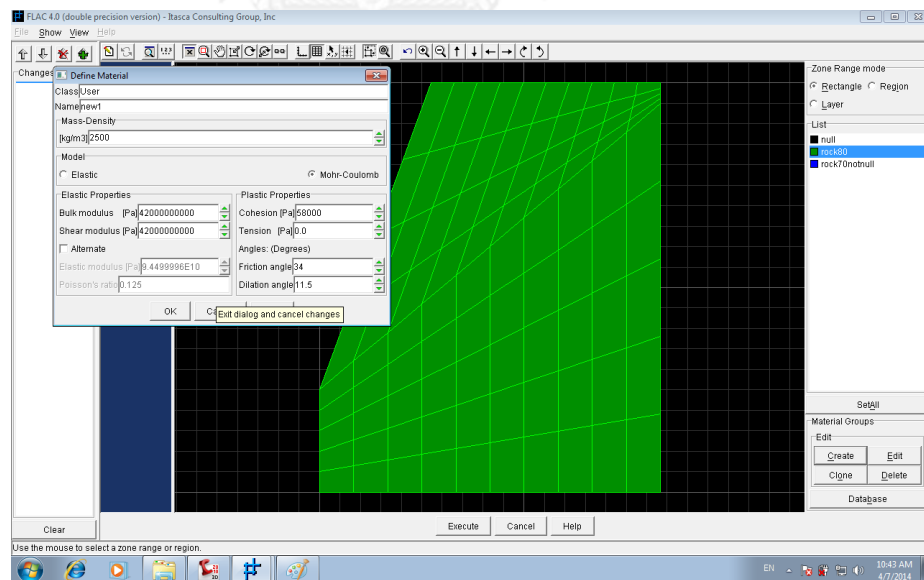 FLAC 4.0 (double precision version) - Itasca Consulting Group, Inc
File Show View Help
Changes
Define Material
Class User
Name new1
Mass-Density
[kg/m3] 2500
Model
Elastic Mohr-Coulomb
Elastic Properties Plastic Properties
Bulk modulus [Pa] 42000000000 Cohesion [Pa] 58000
Shear modulus [Pa] 42000000000 Tension [Pa] 0.0
Alternate Angles: (Degrees)
Elastic modulus [Pa] 9.4499996E10 Friction angle 34
Poisson's ratio 0.125 Dilation angle 11.5
OK
Exit dialog and cancel changes
Zone Range mode
Rectangle Region
Layer
List
null
rock80
rock70notnull
SetAll
Material Groups
Edit
Create Edit
Clone Delete
Database
Clear Execute Cancel Help
Use the mouse to select a zone range or region.
EN 10:43 AM
4/7/2014